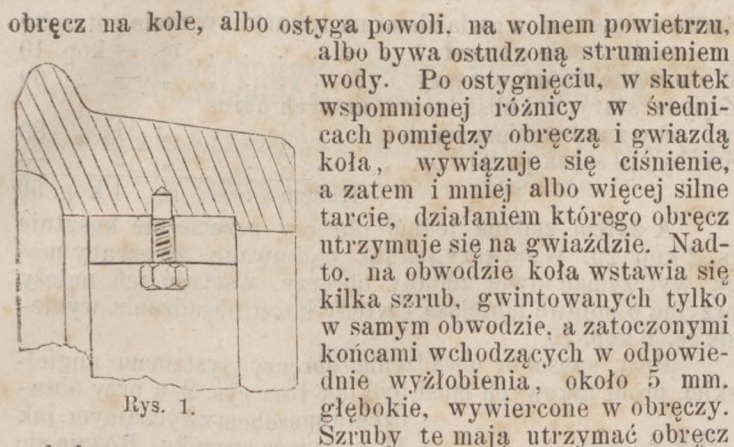 obręcz na kole, albo ostyga powoli. na wolnem powietrzu,
albo bywa ostudzoną strumieniem
wody. Po ostygnięciu, w skutek
wspomnionej różnicy w średni-
cach pomiędzy obręczą i gwiazdą
koła, wywiązuje się ciśnienie,
a zatem i mniej albo więcej silne
tarcie, działaniem którego obręcz
utrzymuje się na gwiaździe. Nad-
to. na obwodzie koła wstawia się
kilka szrub, gwintowanych tylko
w samym obwodzie, a zatoczonymi
końcami wchodzących w odpowie-
dnie wyżłobienia, około 5 mm.
głębokie, wywiercone w obręczy.
Szruby te mają utrzymać obręcz
Rys. 1.